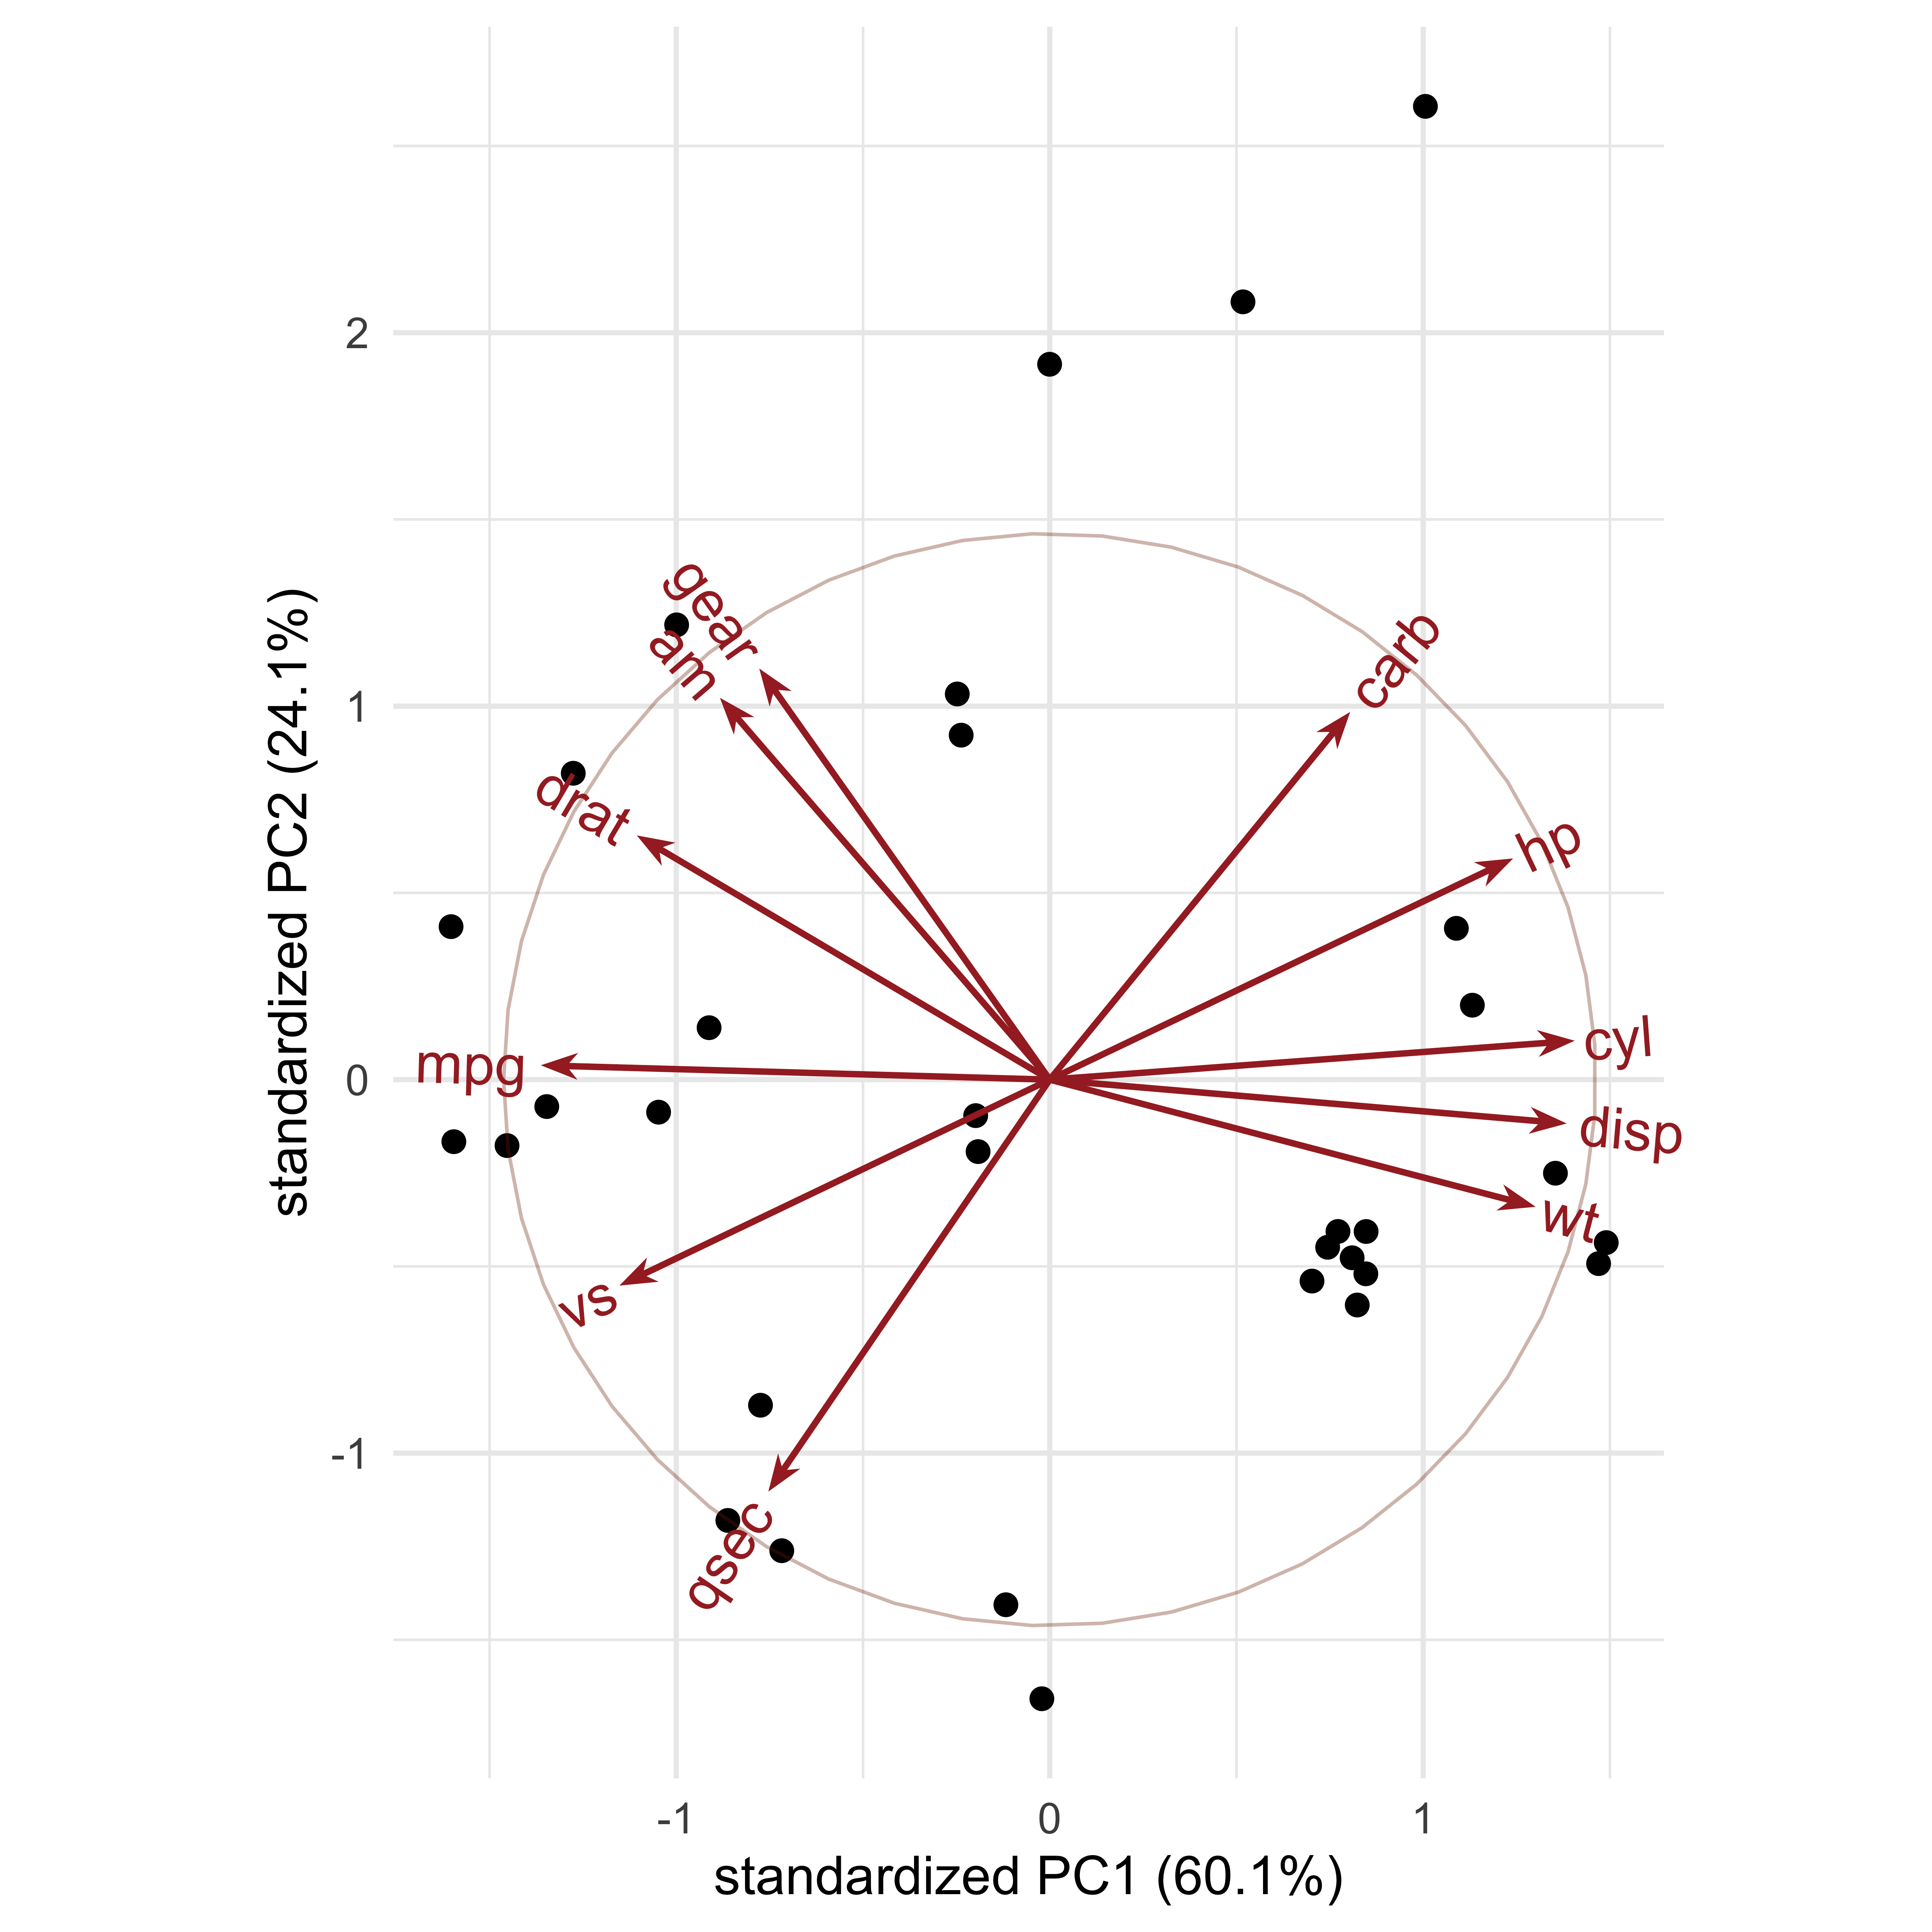 2
1
0
-1
-1
0
1
standardized PC1 (60.1%)
standardized PC2 (24.1%)
gear
am
drat
mpg
vs
qsec
carb
hp
cyl
disp
wt